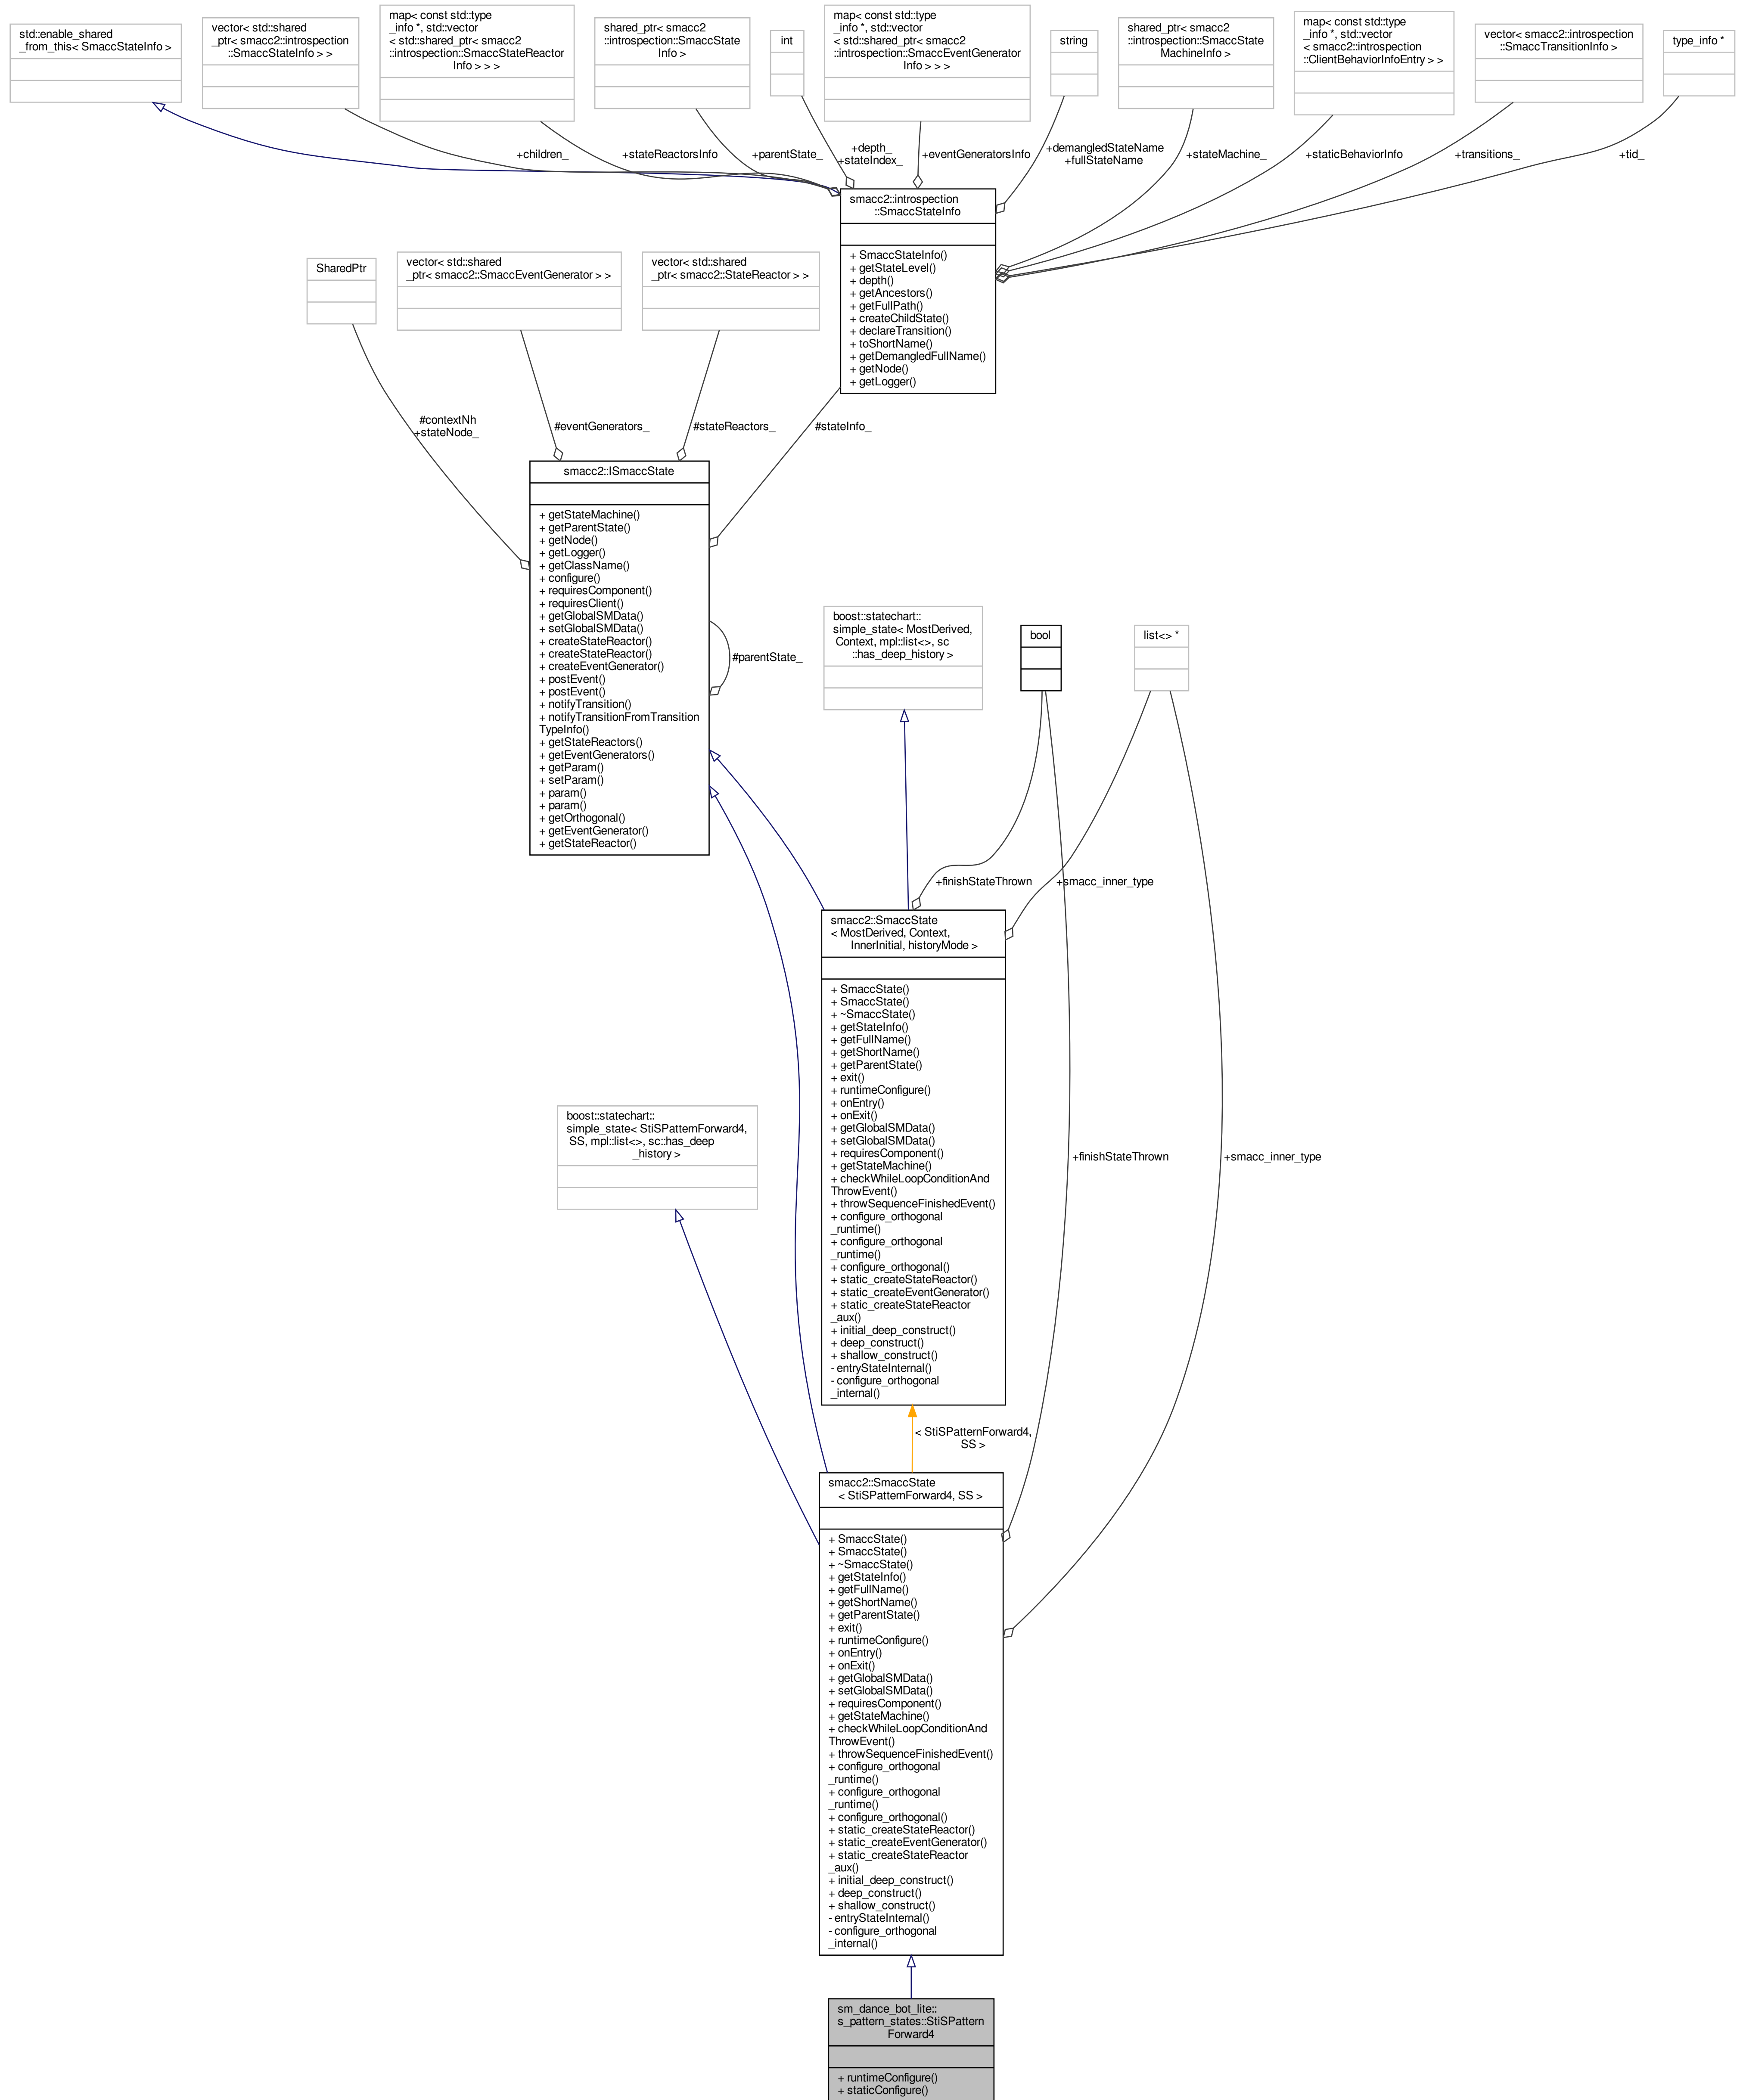 std::enable_shared
_from_this< SmaccStateInfo >
vector< std::shared
_ptr< smacc2::introspection
::SmaccStateInfo > >
map< const std::type
_info *, std::vector
< std::shared_ptr< smacc2
::introspection::SmaccStateReactor
Info > > >
shared_ptr< smacc2
::introspection::SmaccState
Info >
int
map< const std::type
_info *, std::vector
< std::shared_ptr< smacc2
::introspection::SmaccEventGenerator
Info > > >
string
shared_ptr< smacc2
::introspection::SmaccState
MachineInfo >
map< const std::type
_info *, std::vector
< smacc2::introspection
::ClientBehaviorInfoEntry > >
vector< smacc2::introspection
::SmaccTransitionInfo >
type_info *
+children_
+stateReactorsInfo
+parentState_
+depth_
+stateIndex_
+eventGeneratorsInfo
+demangledStateName
+fullStateName
+stateMachine_
+staticBehaviorInfo
+transitions_
+tid_
smacc2::introspection
::SmaccStateInfo
+ SmaccStateInfo()
+ getStateLevel()
+ depth()
+ getAncestors()
+ getFullPath()
+ createChildState()
+ declareTransition()
+ toShortName()
+ getDemangledFullName()
+ getNode()
+ getLogger()
SharedPtr
vector< std::shared
_ptr< smacc2::SmaccEventGenerator > >
vector< std::shared
_ptr< smacc2::StateReactor > >
#contextNh
+stateNode_
#eventGenerators_
#stateReactors_
#stateInfo_
smacc2::ISmaccState
+ getStateMachine()
+ getParentState()
+ getNode()
+ getLogger()
+ getClassName()
+ configure()
+ requiresComponent()
+ requiresClient()
+ getGlobalSMData()
+ setGlobalSMData()
+ createStateReactor()
+ createStateReactor()
+ createEventGenerator()
+ postEvent()
+ postEvent()
+ notifyTransition()
+ notifyTransitionFromTransition
TypeInfo()
+ getStateReactors()
+ getEventGenerators()
+ getParam()
+ setParam()
+ param()
+ param()
+ getOrthogonal()
+ getEventGenerator()
+ getStateReactor()
#parentState_
boost::statechart::
simple_state< MostDerived,
Context, mpl::list<>, sc
::has_deep_history >
bool
list<> *
+finishStateThrown
+smacc_inner_type
smacc2::SmaccState
< MostDerived, Context,
InnerInitial, historyMode >
+ SmaccState()
+ SmaccState()
+ ~SmaccState()
+ getStateInfo()
+ getFullName()
+ getShortName()
+ getParentState()
+ exit()
+ runtimeConfigure()
+ onEntry()
+ onExit()
+ getGlobalSMData()
+ setGlobalSMData()
+ requiresComponent()
+ getStateMachine()
+ checkWhileLoopConditionAnd
ThrowEvent()
+ throwSequenceFinishedEvent()
+ configure_orthogonal
_runtime()
+ configure_orthogonal
_runtime()
+ configure_orthogonal()
+ static_createStateReactor()
+ static_createEventGenerator()
+ static_createStateReactor
_aux()
+ initial_deep_construct()
+ deep_construct()
+ shallow_construct()
- entryStateInternal()
- configure_orthogonal
_internal()
boost::statechart::
simple_state< StiSPatternForward4,
SS, mpl::list<>, sc::has_deep
_history >
+finishStateThrown
+smacc_inner_type
< StiSPatternForward4,
SS >
smacc2::SmaccState
< StiSPatternForward4, SS >
+ SmaccState()
+ SmaccState()
+ ~SmaccState()
+ getStateInfo()
+ getFullName()
+ getShortName()
+ getParentState()
+ exit()
+ runtimeConfigure()
+ onEntry()
+ onExit()
+ getGlobalSMData()
+ setGlobalSMData()
+ requiresComponent()
+ getStateMachine()
+ checkWhileLoopConditionAnd
ThrowEvent()
+ throwSequenceFinishedEvent()
+ configure_orthogonal
_runtime()
+ configure_orthogonal
_runtime()
+ configure_orthogonal()
+ static_createStateReactor()
+ static_createEventGenerator()
+ static_createStateReactor
_aux()
+ initial_deep_construct()
+ deep_construct()
+ shallow_construct()
- entryStateInternal()
- configure_orthogonal
_internal()
sm_dance_bot_lite::
s_pattern_states::StiSPattern
Forward4
+ runtimeConfigure()
+ staticConfigure()